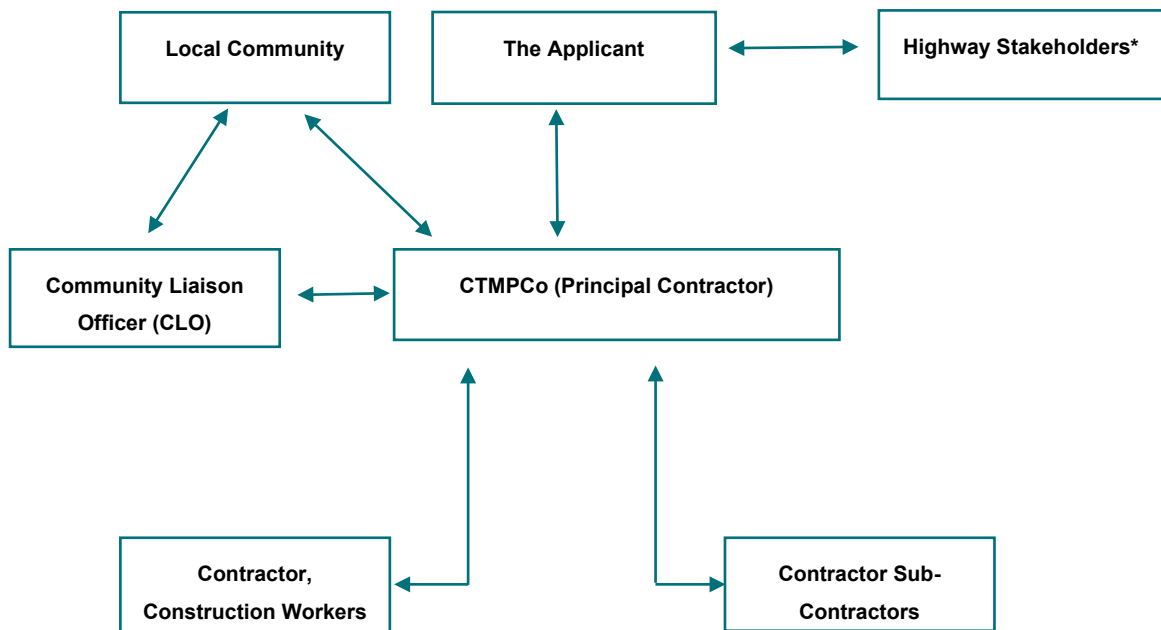 Local Community
The Applicant
Highway Stakeholders*
Community Liaison
Officer (CLO)
CTMPCo (Principal Contractor)
Contractor,
Construction Workers
Contractor Sub-
Contractors